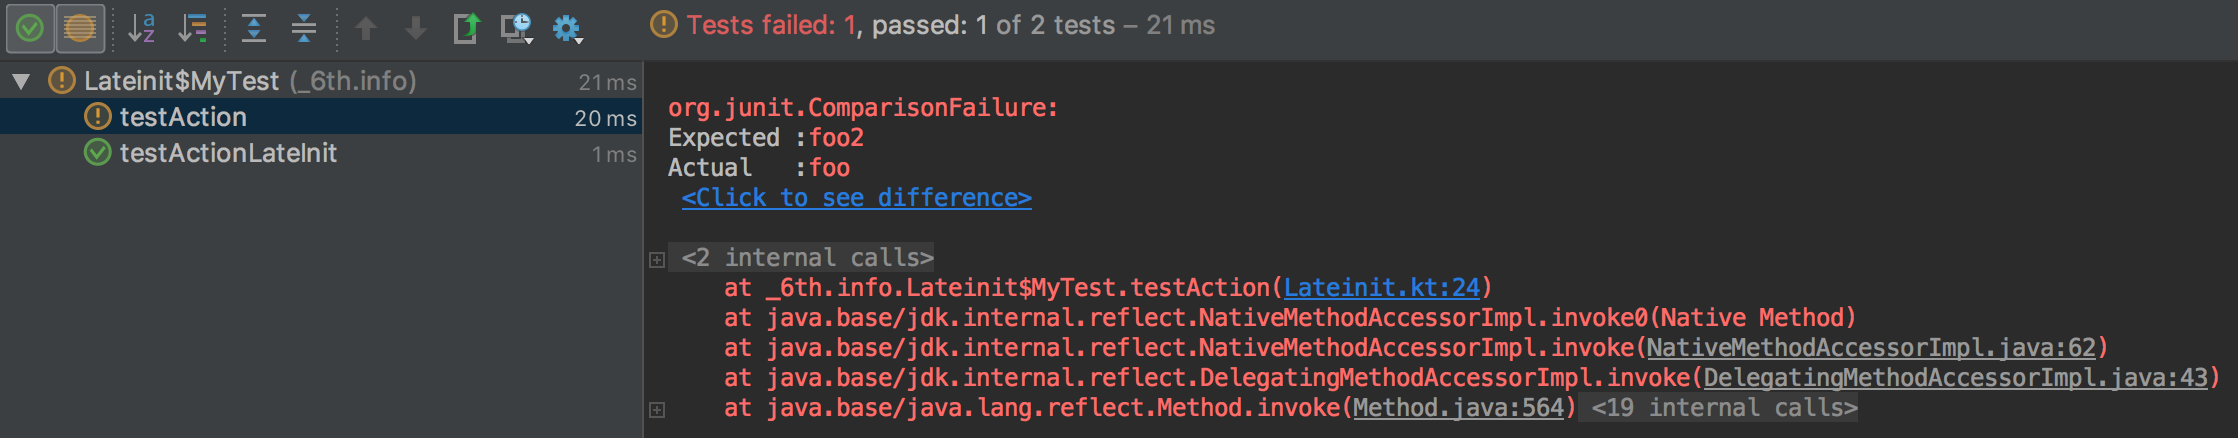 Tests failed: 1, passed: 1 of 2 tests – 21 ms
Lateinit$MyTest (_6th.info) 21 ms
testAction 20 ms
testActionLateInit 1 ms
org.junit.ComparisonFailure:
Expected :foo2
Actual   :foo
<Click to see difference>
<2 internal calls>
at _6th.info.Lateinit$MyTest.testAction(Lateinit.kt:24)
at java.base/jdk.internal.reflect.NativeMethodAccessorImpl.invoke0(Native Method)
at java.base/jdk.internal.reflect.NativeMethodAccessorImpl.invoke(NativeMethodAccessorImpl.java:62)
at java.base/jdk.internal.reflect.DelegatingMethodAccessorImpl.invoke(DelegatingMethodAccessorImpl.java:43)
at java.base/java.lang.reflect.Method.invoke(Method.java:564) <19 internal calls>